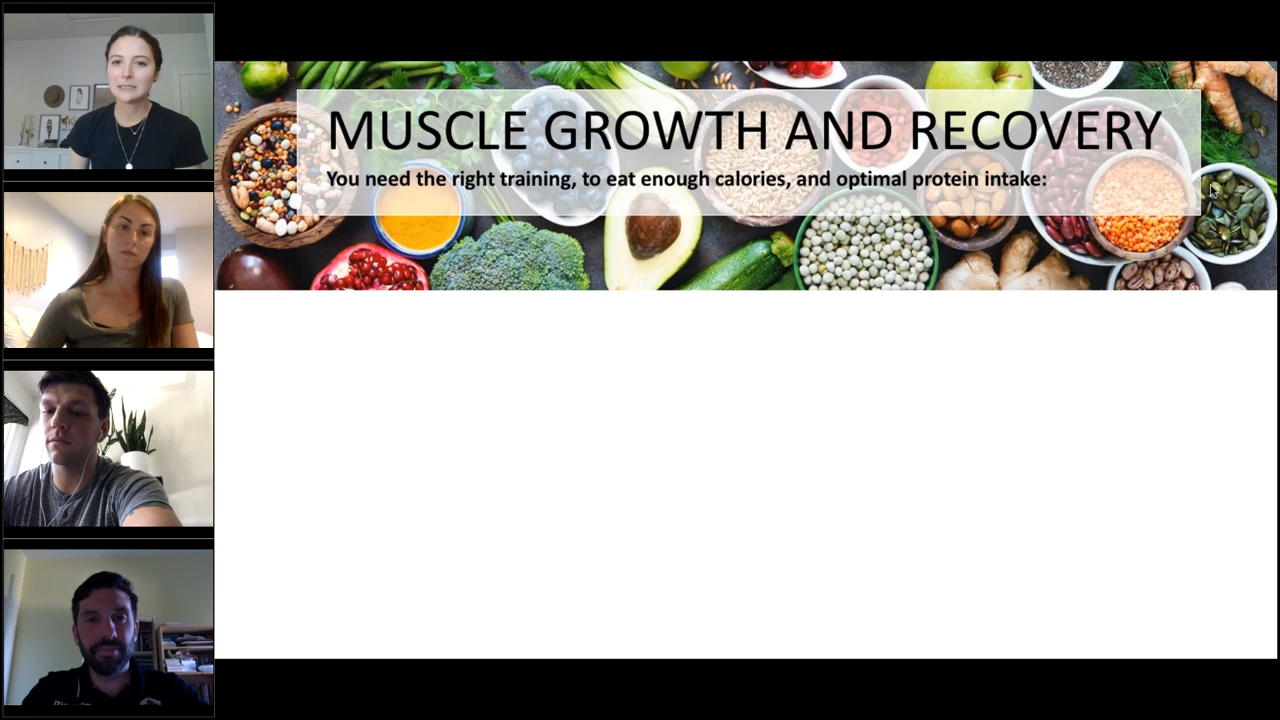 MUSCLE GROWTH AND RECOVERY
You need the right training, to eat enough calories, and optimal protein intake: